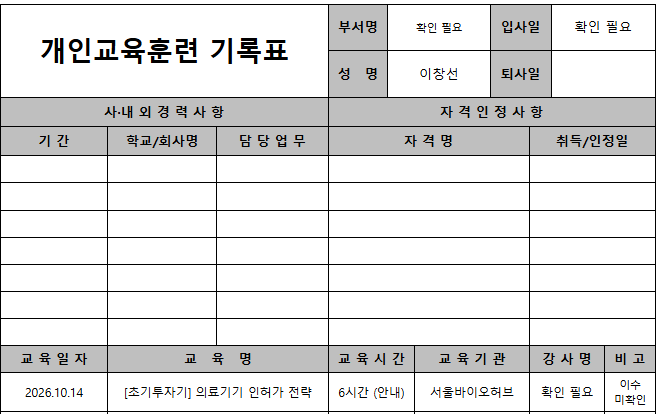 개인교육훈련 기록표
부서명 확인 필요 입사일 확인 필요
성 명 이창선 퇴사일
사·내 외 경 력 사 항 자 격 인 정 사 항
기 간 학교/회사명 담 당 업 무 자 격 명 취득/인정일
교 육 일 자 교 육 명 교 육 시 간 교 육 기 관 강 사 명 비 고
2026.10.14 [초기투자기] 의료기기 인허가 전략 6시간 (안내) 서울바이오허브 확인 필요 이수
미확인